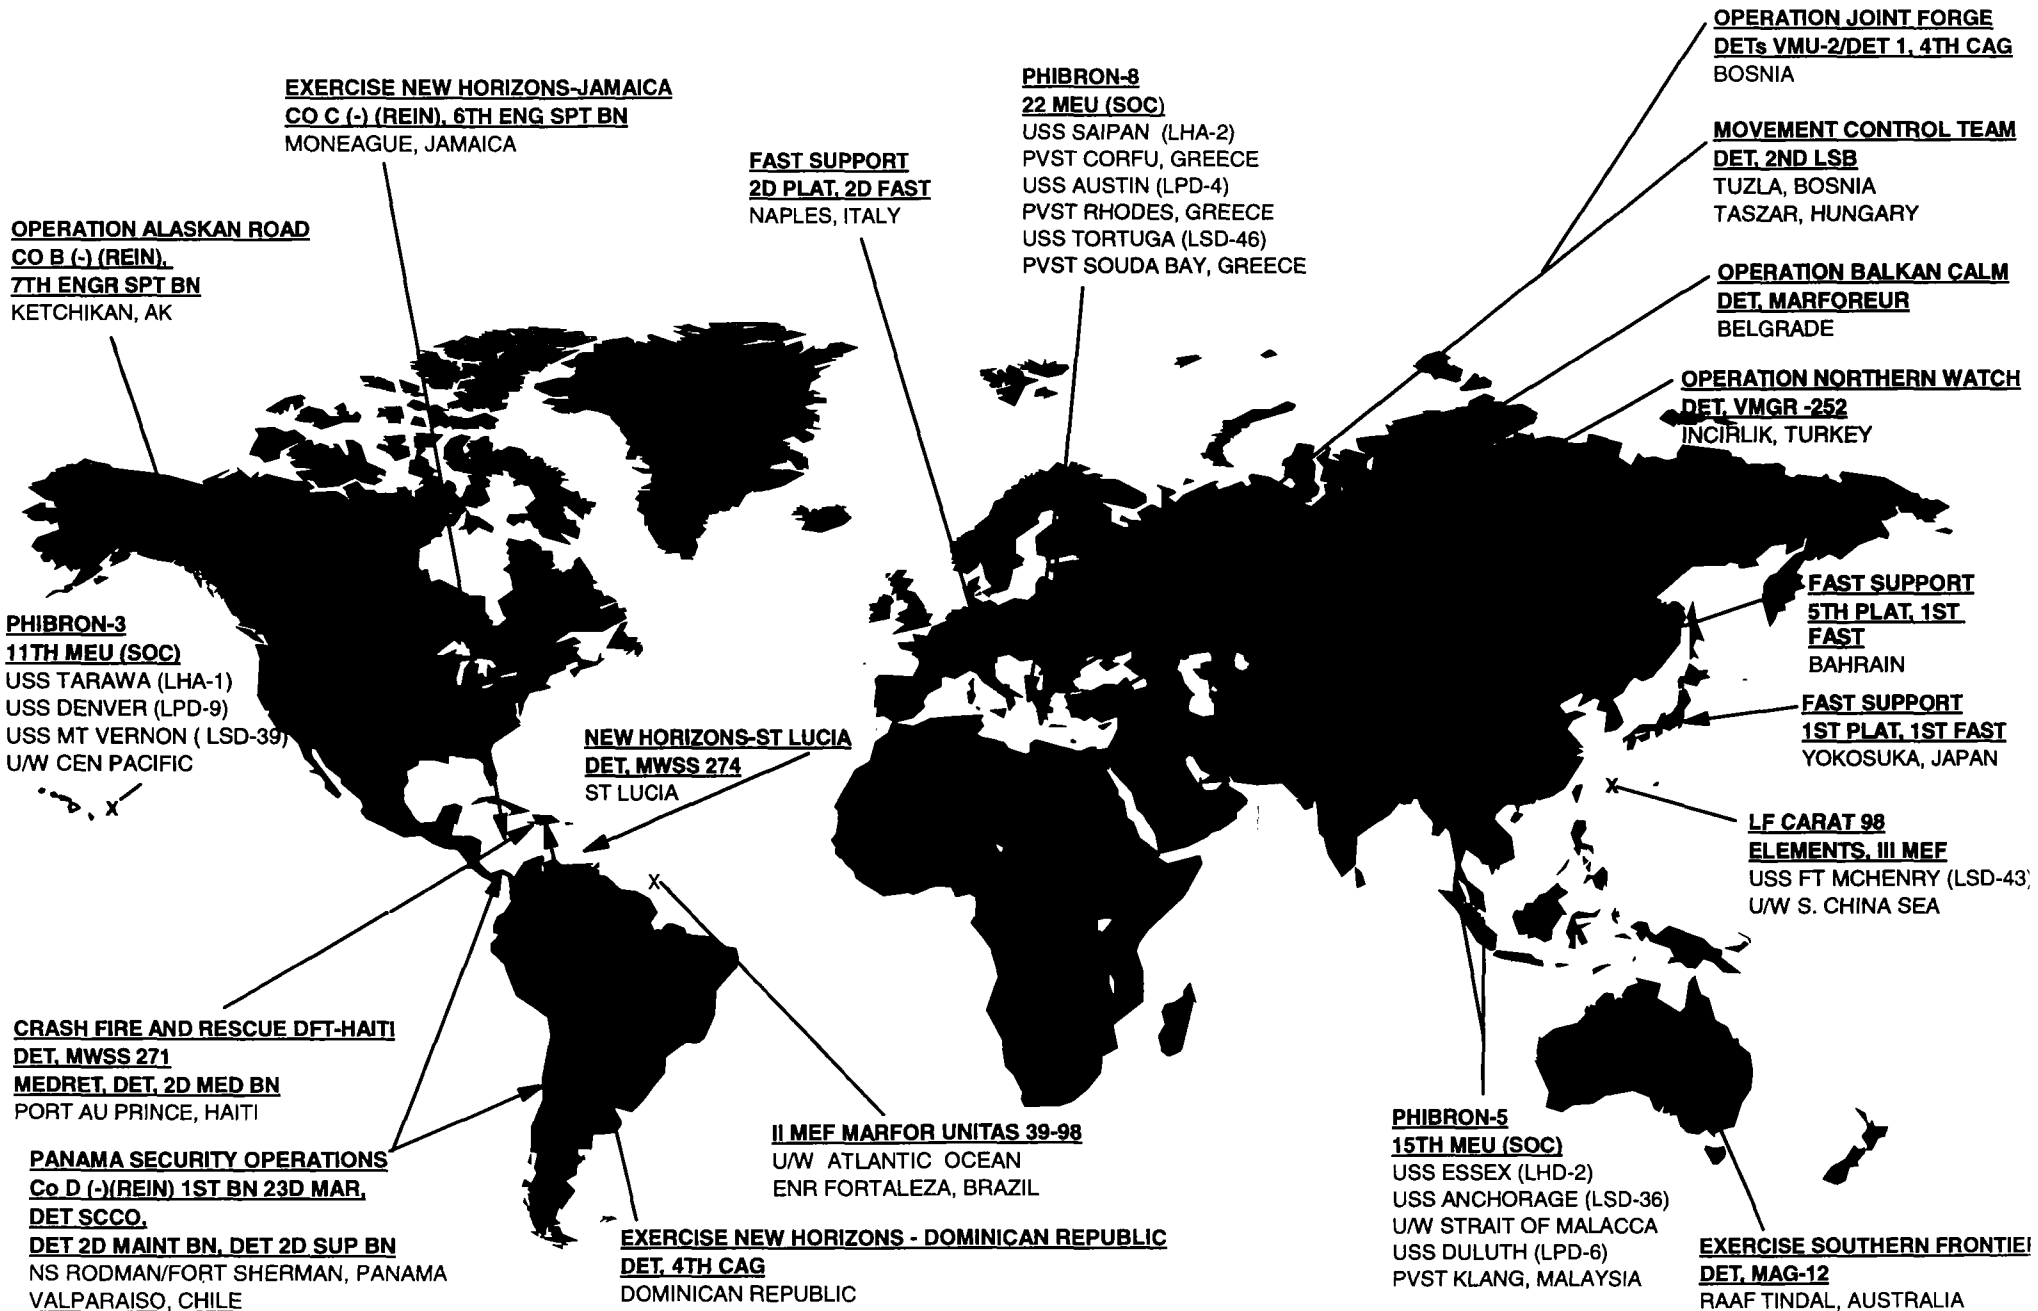 OPERATION JOINT FORGE
DETs VMU-2/DET 1, 4TH CAG
BOSNIA
EXERCISE NEW HORIZONS-JAMAICA
CO C (-) (REIN), 6TH ENG SPT BN
MONEAGUE, JAMAICA
PHIBRON-8
22 MEU (SOC)
USS SAIPAN (LHA-2)
PVST CORFU, GREECE
USS AUSTIN (LPD-4)
PVST RHODES, GREECE
USS TORTUGA (LSD-46)
PVST SOUDA BAY, GREECE
MOVEMENT CONTROL TEAM
DET, 2ND LSB
TUZLA, BOSNIA
TASZAR, HUNGARY
FAST SUPPORT
2D PLAT, 2D FAST
NAPLES, ITALY
OPERATION ALASKAN ROAD
CO B (-) (REIN),
7TH ENGR SPT BN
KETCHIKAN, AK
OPERATION BALKAN CALM
DET, MARFOREUR
BELGRADE
OPERATION NORTHERN WATCH
DET, VMGR -252
INCIRLIK, TURKEY
FAST SUPPORT
5TH PLAT, 1ST
FAST
BAHRAIN
PHIBRON-3
11TH MEU (SOC)
USS TARAWA (LHA-1)
USS DENVER (LPD-9)
USS MT VERNON ( LSD-39)
U/W CEN PACIFIC
X
FAST SUPPORT
1ST PLAT, 1ST FAST
YOKOSUKA, JAPAN
NEW HORIZONS-ST LUCIA
DET, MWSS 274
ST LUCIA
X
LF CARAT 98
ELEMENTS, III MEF
USS FT MCHENRY (LSD-43)
U/W S. CHINA SEA
X
CRASH FIRE AND RESCUE DFT-HAITI
DET, MWSS 271
MEDRET, DET, 2D MED BN
PORT AU PRINCE, HAITI
PANAMA SECURITY OPERATIONS
Co D (-)(REIN) 1ST BN 23D MAR,
DET SCCO,
DET 2D MAINT BN, DET 2D SUP BN
NS RODMAN/FORT SHERMAN, PANAMA
VALPARAISO, CHILE
II MEF MARFOR UNITAS 39-98
U/W ATLANTIC OCEAN
ENR FORTALEZA, BRAZIL
EXERCISE NEW HORIZONS - DOMINICAN REPUBLIC
DET, 4TH CAG
DOMINICAN REPUBLIC
PHIBRON-5
15TH MEU (SOC)
USS ESSEX (LHD-2)
USS ANCHORAGE (LSD-36)
U/W STRAIT OF MALACCA
USS DULUTH (LPD-6)
PVST KLANG, MALAYSIA
EXERCISE SOUTHERN FRONTIER
DET, MAG-12
RAAF TINDAL, AUSTRALIA